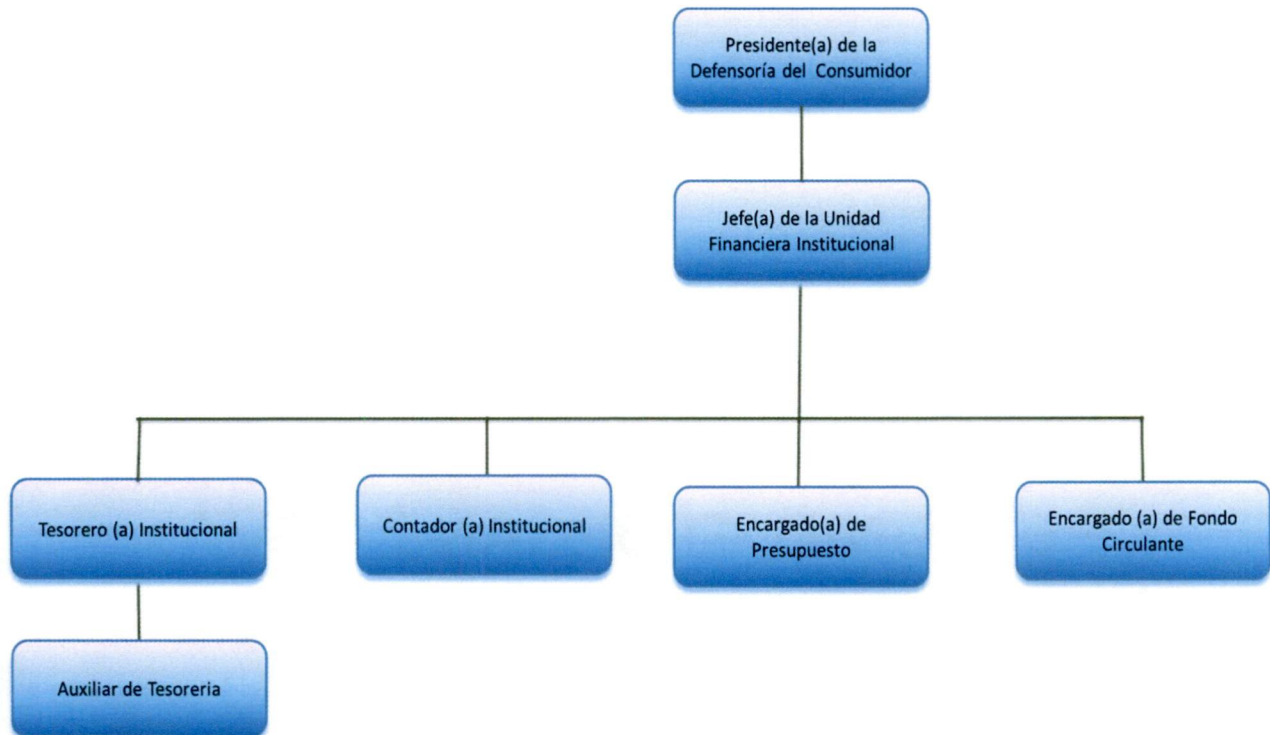 Presidente(a) de la
Defensoría del Consumidor
Jefe(a) de la Unidad
Financiera Institucional
Tesorero (a) Institucional
Contador (a) Institucional
Encargado(a) de
Presupuesto
Encargado (a) de Fondo
Circulante
Auxiliar de Tesoreria